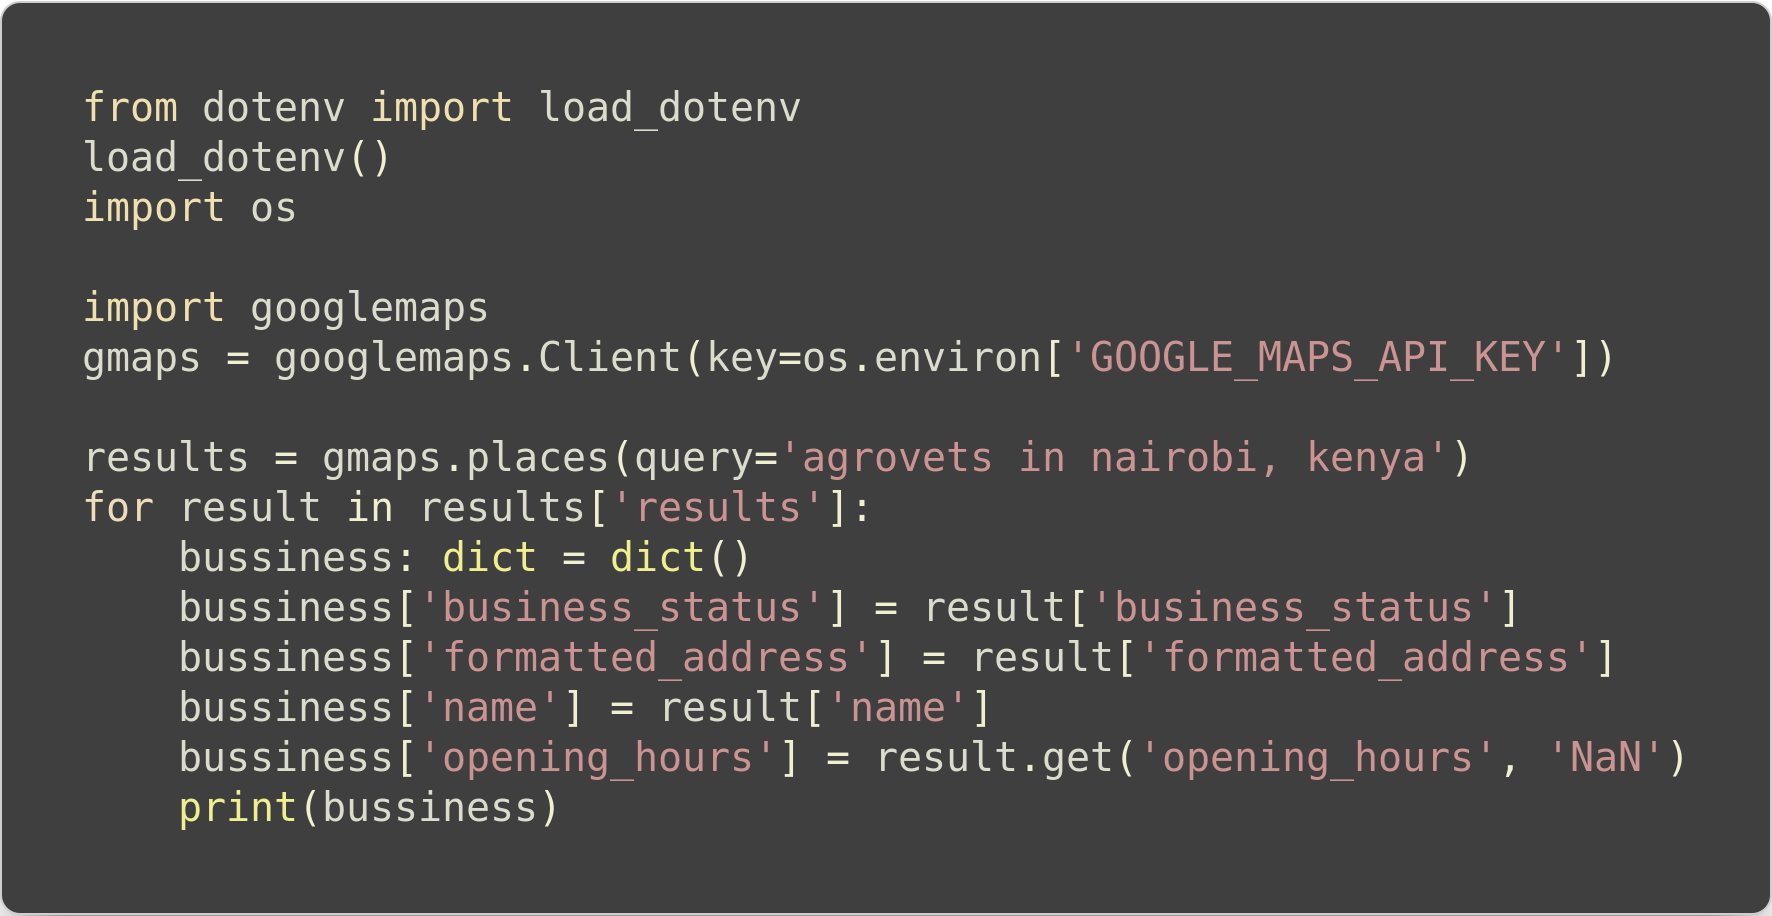 from dotenv import load_dotenv
load_dotenv()
import os

import googlemaps
gmaps = googlemaps.Client(key=os.environ['GOOGLE_MAPS_API_KEY'])

results = gmaps.places(query='agrovets in nairobi, kenya')
for result in results['results']:
    bussiness: dict = dict()
    bussiness['business_status'] = result['business_status']
    bussiness['formatted_address'] = result['formatted_address']
    bussiness['name'] = result['name']
    bussiness['opening_hours'] = result.get('opening_hours', 'NaN')
    print(bussiness)